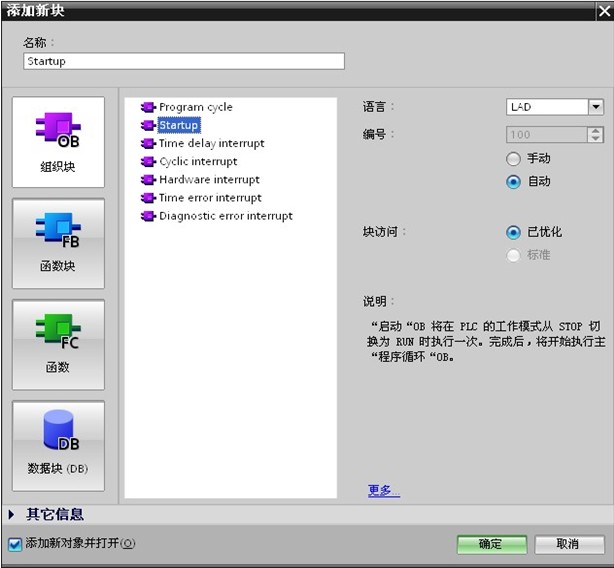 添加新块
名称：
Startup
OB
组织块
FB
函数块
FC
函数
DB
数据块 (DB)
Program cycle
Startup
Time delay interrupt
Cyclic interrupt
Hardware interrupt
Time error interrupt
Diagnostic error interrupt
语言：
LAD
编号：
100
手动
自动
块访问：
已优化
标准
说明：
“启动“OB 将在 PLC 的工作模式从 STOP 切
换为 RUN 时执行一次。完成后，将开始执行主
“程序循环“OB。
更多...
其它信息
添加新对象并打开(O)
确定
取消